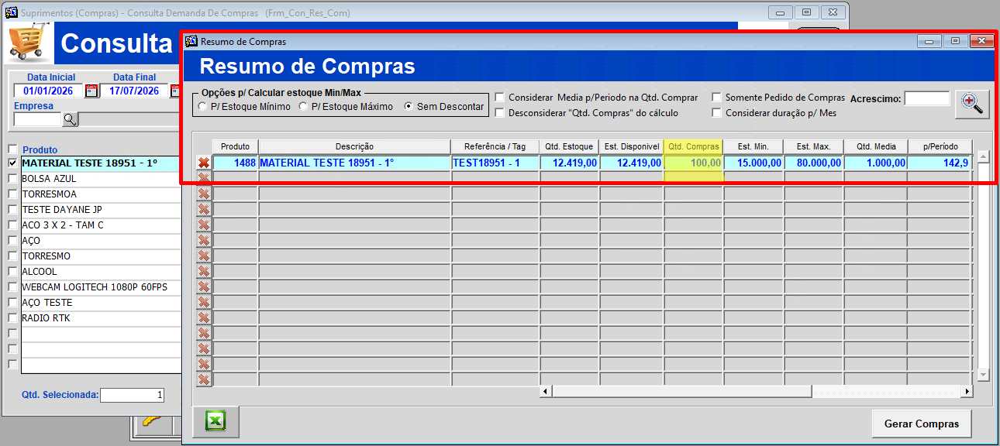 Suprimentos (Compras) - Consulta Demanda De Compras (Frm_Con_Res_Com)
Consulta
Data Inicial Data Final
01/01/2026 17/07/2026
Empresa
Produto
MATERIAL TESTE 18951 - 1°
BOLSA AZUL
TORRESMOA
TESTE DAYANE JP
ACO 3 X 2 - TAM C
AÇO
TORRESMO
ALCOOL
WEBCAM LOGITECH 1080P 60FPS
AÇO TESTE
RADIO RTK
Qtd. Selecionada: 1
Resumo de Compras
Resumo de Compras
Opções p/ Calcular estoque Min/Max
P/ Estoque Mínimo P/ Estoque Máximo Sem Descontar
Considerar Media p/Periodo na Qtd. Comprar Somente Pedido de Compras Acrescimo:
Desconsiderar "Qtd. Compras" do cálculo Considerar duração p/ Mes
Produto Descrição Referência / Tag Qtd. Estoque Est. Disponivel Qtd. Compras Est. Min. Est. Max. Qtd. Media p/Período
1488 MATERIAL TESTE 18951 - 1° TEST18951 - 1 12.419,00 12.419,00 100,00 15.000,00 80.000,00 1.000,00 142,9
Gerar Compras